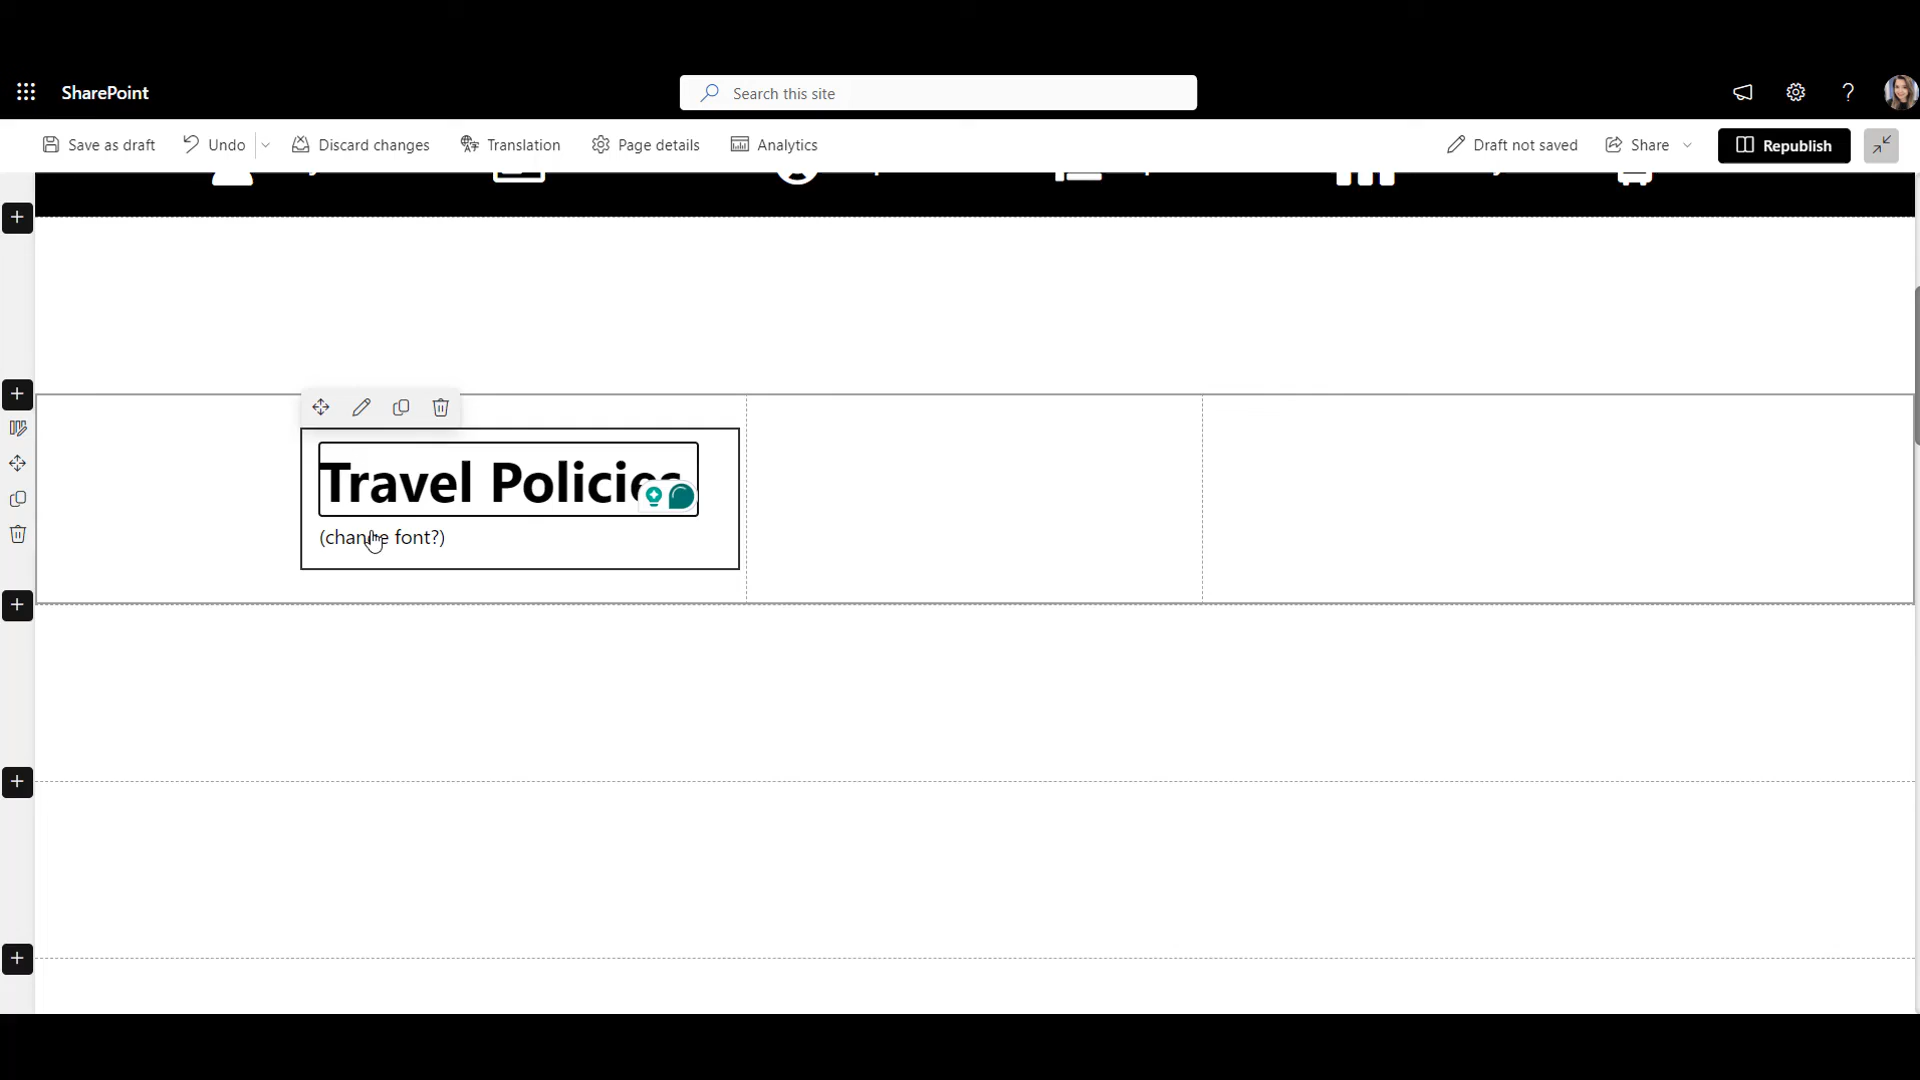 SharePoint
Search this site
Save as draft
Undo
Discard changes
Translation
Page details
Analytics
Draft not saved
Share
Republish
Travel Policies
(change font?)